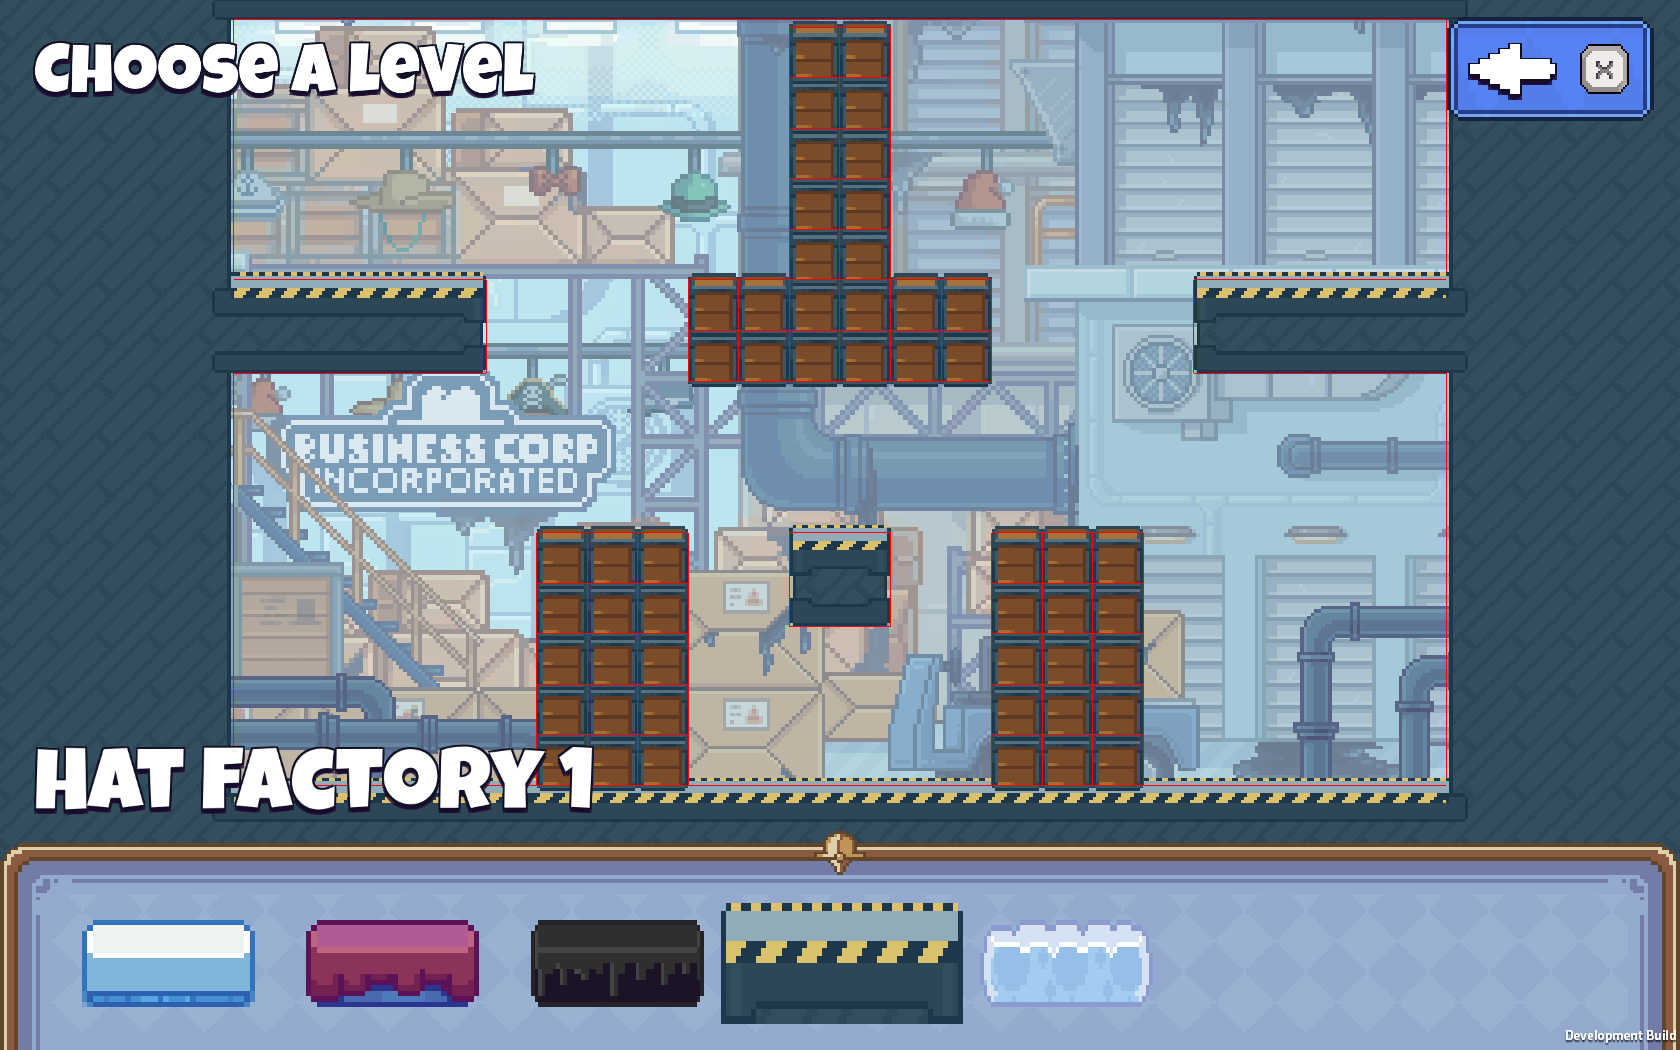 CHOOSE A LEVEL
BUSINESS CORP
INCORPORATED
HAT FACTORY 1
Development Build